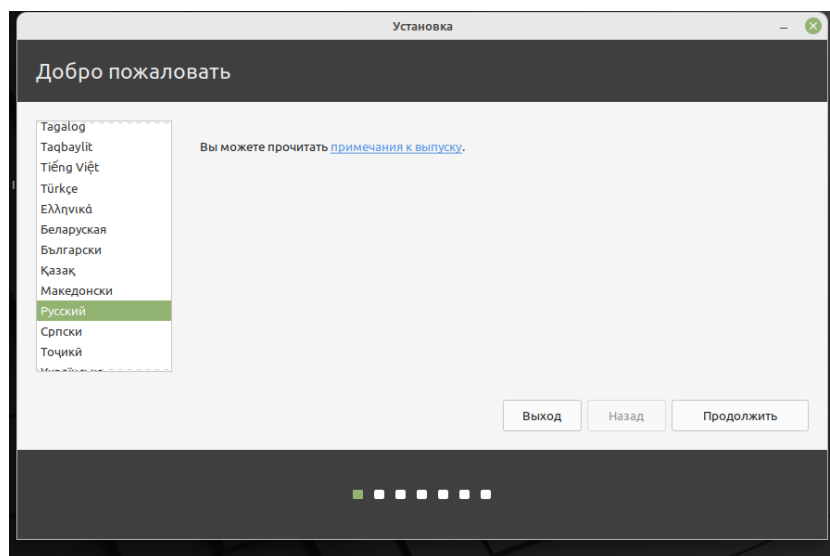 Установка
Добро пожаловать
Tagalog
Taqbaylit
Tiếng Việt
Türkçe
Ελληνικά
Беларуская
Български
Қазақ
Македонски
Русский
Српски
Тоҷикӣ
Вы можете прочитать примечания к выпуску.
Выход
Назад
Продолжить